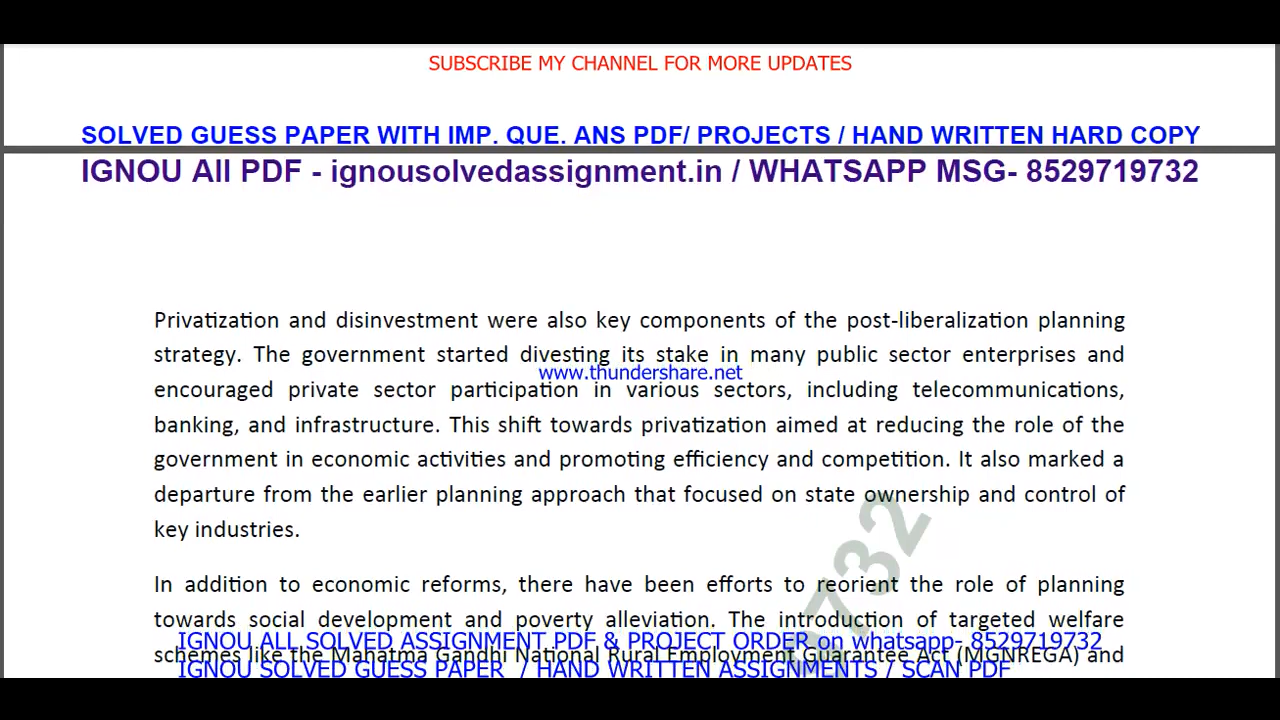 SUBSCRIBE MY CHANNEL FOR MORE UPDATES
SOLVED GUESS PAPER WITH IMP. QUE. ANS PDF/ PROJECTS / HAND WRITTEN HARD COPY
IGNOU All PDF - ignousolvedassignment.in / WHATSAPP MSG- 8529719732
Privatization and disinvestment were also key components of the post-liberalization planning
strategy. The government started divesting its stake in many public sector enterprises and
www.thundershare.net
encouraged private sector participation in various sectors, including telecommunications,
banking, and infrastructure. This shift towards privatization aimed at reducing the role of the
government in economic activities and promoting efficiency and competition. It also marked a
departure from the earlier planning approach that focused on state ownership and control of
key industries.
9732
In addition to economic reforms, there have been efforts to reorient the role of planning
towards social development and poverty alleviation. The introduction of targeted welfare
IGNOU ALL SOLVED ASSIGNMENT PDF & PROJECT ORDER on whatsapp- 8529719732
schemes like the Mahatma Gandhi National Rural Employment Guarantee Act (MGNREGA) and
IGNOU SOLVED GUESS PAPER / HAND WRITTEN ASSIGNMENTS / SCAN PDF